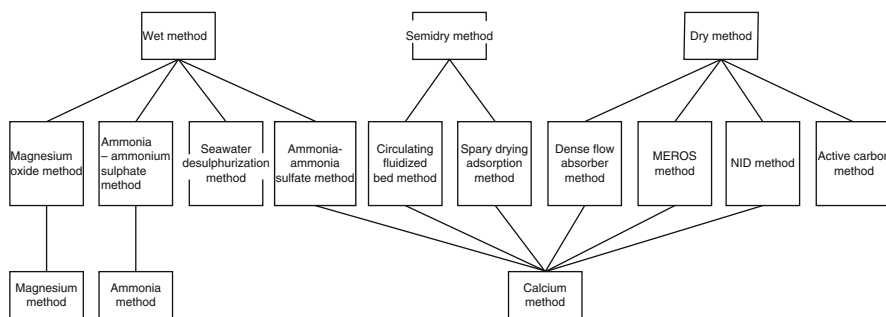 Wet method
Semidry method
Dry method
Magnesium
oxide method
Ammonia
– ammonium
sulphate
method
Seawater
desulphurization
method
Ammonia-
ammonia
sulfate method
Circulating
fluidized
bed method
Spary drying
adsorption
method
Dense flow
absorber
method
MEROS
method
NID method
Active carbon
method
Magnesium
method
Ammonia
method
Calcium
method